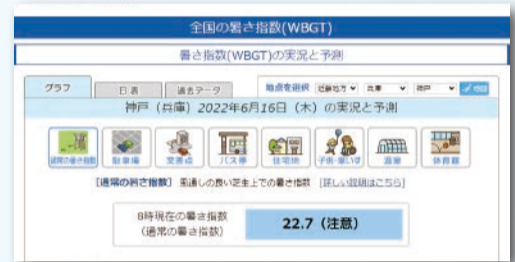 全国の暑さ指数(WBGT)
暑さ指数(WBGT)の実況と予測
グラフ 日表 過去データ 地点を選択 近畿地方 兵庫 神戸
神戸（兵庫）2022年6月16日（木）の実況と予測
通常の暑さ指数 駐車場 交差点 バス停 住宅地 子供・車いす 温室 体育館
[通常の暑さ指数] 風通しの良い芝生上での暑さ指数 [詳しい説明はこちら]
8時現在の暑さ指数
（通常の暑さ指数）
22.7（注意）